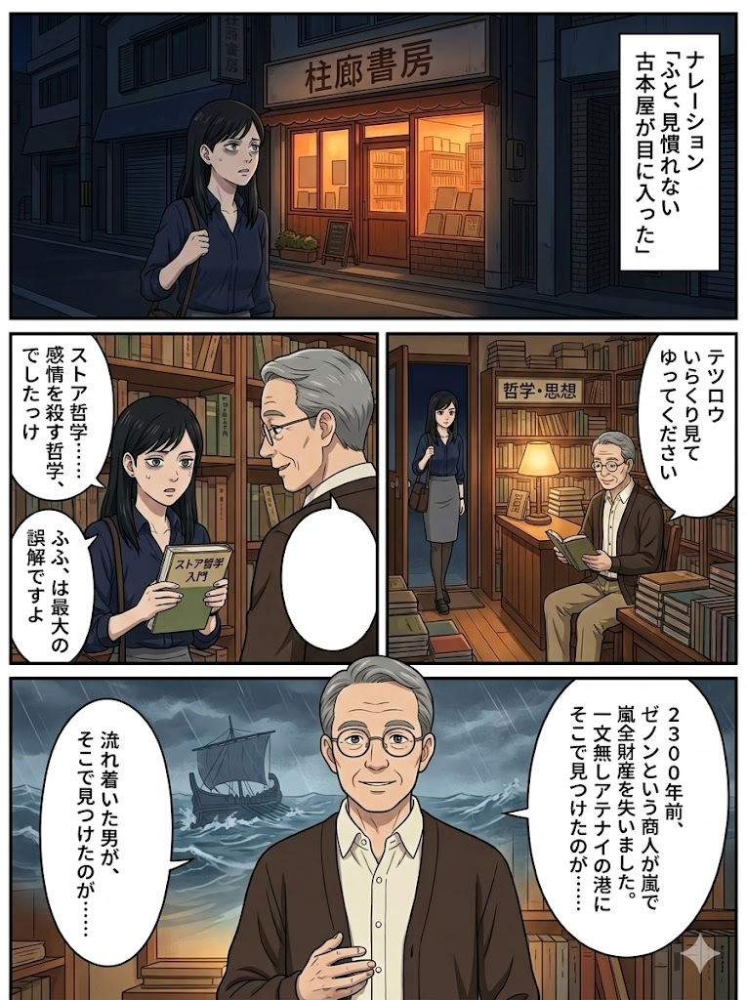 柱廊書房
柱廊書房
ナレーション
「ふと、見慣れない
古本屋が目に入った」
テツロウ
いらくり見て
ゆってください
哲学・思想
ストア哲学……
感情を殺す哲学、
でしたっけ
入門
ふふ、は最大の
誤解ですよ
2300年前、
ゼノンという商人が嵐で
嵐全財産を失いました。
一文無しアテナイの港に
そこで見つけたのが……
流れ着いた男が、
そこで見つけたのが……